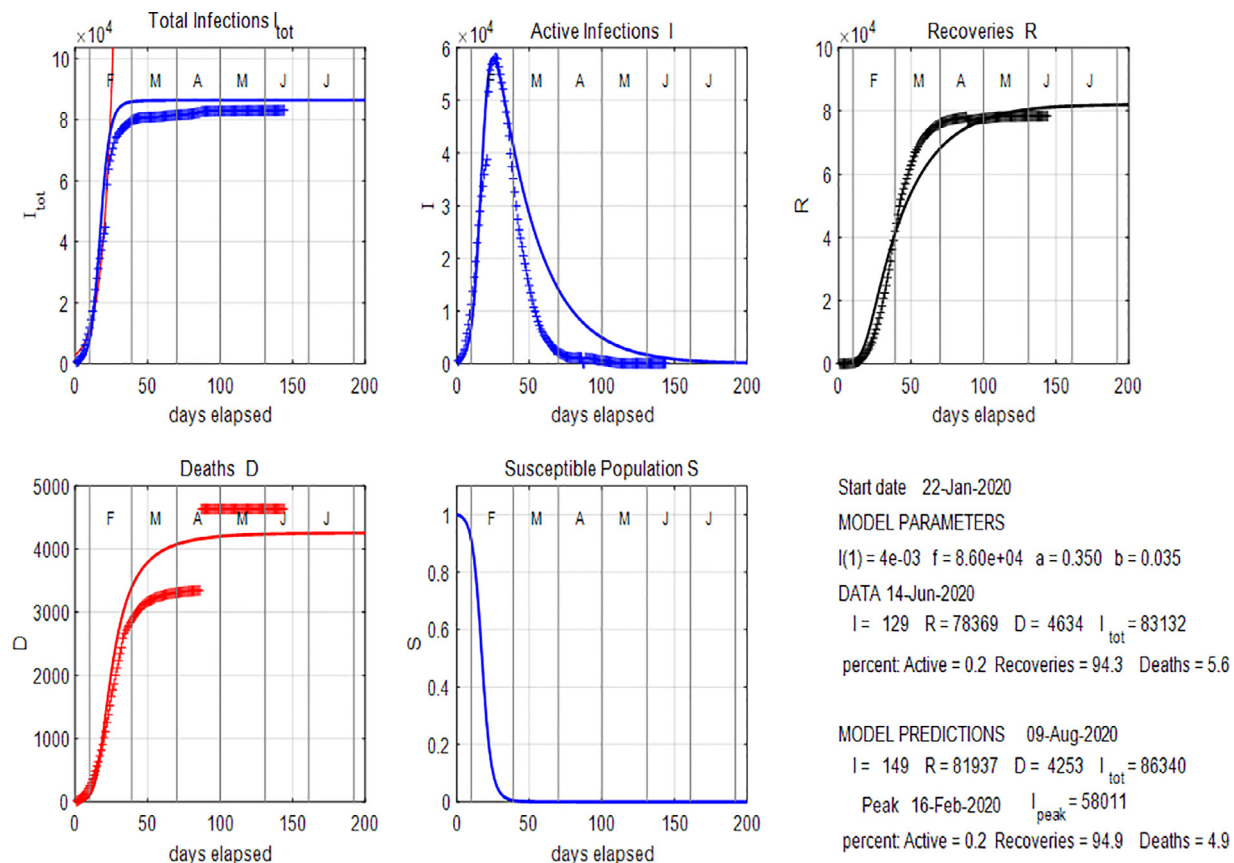 Total Infections I_tot
×10^4
F M A M J J
10
8
6
4
2
0
I_tot
0 50 100 150 200
days elapsed
Active Infections I
×10^4
F M A M J J
6
5
4
3
2
1
0
I
0 50 100 150 200
days elapsed
Recoveries R
×10^4
F M A M J J
10
8
6
4
2
0
R
0 50 100 150 200
days elapsed
Deaths D
F M A M J J
5000
4000
3000
2000
1000
0
D
0 50 100 150 200
days elapsed
Susceptible Population S
F M A M J J
1
0.8
0.6
0.4
0.2
0
S
0 50 100 150 200
days elapsed
Start date 22-Jan-2020
MODEL PARAMETERS
I(1) = 4e-03 f = 8.60e+04 a = 0.350 b = 0.035
DATA 14-Jun-2020
I = 129 R = 78369 D = 4634 I_tot = 83132
percent: Active = 0.2 Recoveries = 94.3 Deaths = 5.6
MODEL PREDICTIONS 09-Aug-2020
I = 149 R = 81937 D = 4253 I_tot = 86340
Peak 16-Feb-2020 I_peak = 58011
percent: Active = 0.2 Recoveries = 94.9 Deaths = 4.9